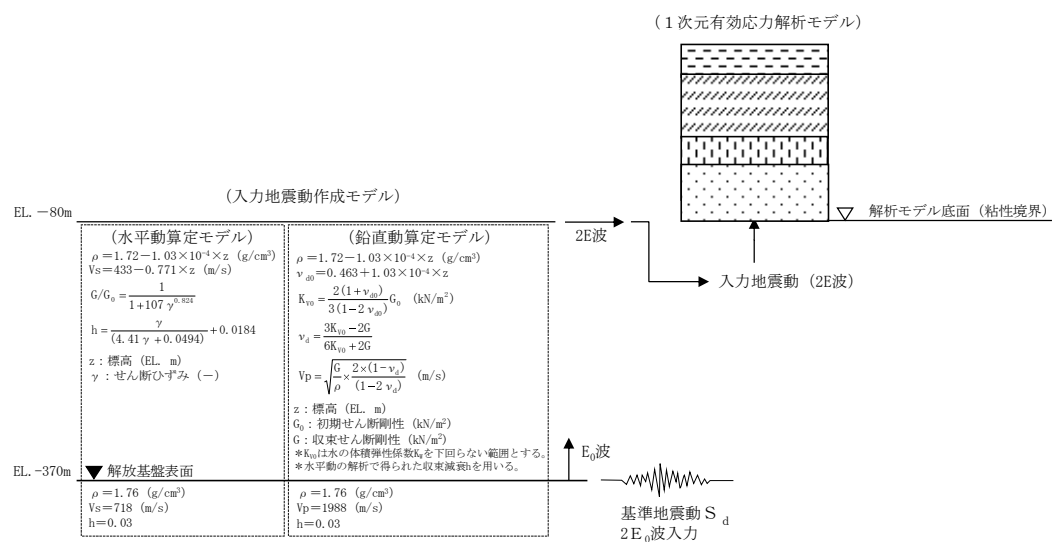 (1次元有効応力解析モデル)
(入力地震動作成モデル)
EL. −80m
2E波
解析モデル底面 (粘性境界)
入力地震動 (2E波)
(水平動算定モデル)
ρ=1.72−1.03×10⁻⁴×z (g/cm³)
Vs=433−0.771×z (m/s)
G/G₀= 1/(1+107 γ^0.824)
h= γ/(4.41 γ+0.0494) +0.0184
z:標高 (EL. m)
γ:せん断ひずみ (−)
(鉛直動算定モデル)
ρ=1.72−1.03×10⁻⁴×z (g/cm³)
ν_d0=0.463+1.03×10⁻⁴×z
K_V0= 2(1+ν_d0)/3(1−2 ν_d0) G₀ (kN/m²)
ν_d= (3K_V0−2G)/(6K_V0+2G)
Vp=√(G/ρ × 2×(1−ν_d)/(1−2 ν_d)) (m/s)
z:標高 (EL. m)
G₀:初期せん断剛性 (kN/m²)
G:収束せん断剛性 (kN/m²)
*K_V0は水の体積弾性係数K_wを下回らない範囲とする。
*水平動の解析で得られた収束減衰hを用いる。
E₀波
EL.-370m
解放基盤表面
ρ=1.76 (g/cm³)
Vs=718 (m/s)
h=0.03
ρ=1.76 (g/cm³)
Vp=1988 (m/s)
h=0.03
基準地震動S_d
2E₀波入力